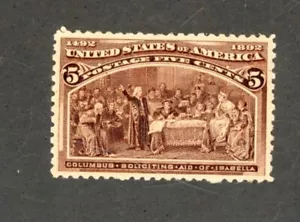 1492 1892
UNITED STATES OF AMERICA
5 POSTAGE FIVE CENTS 5
COLUMBUS SOLICITING AID OF ISABELLA